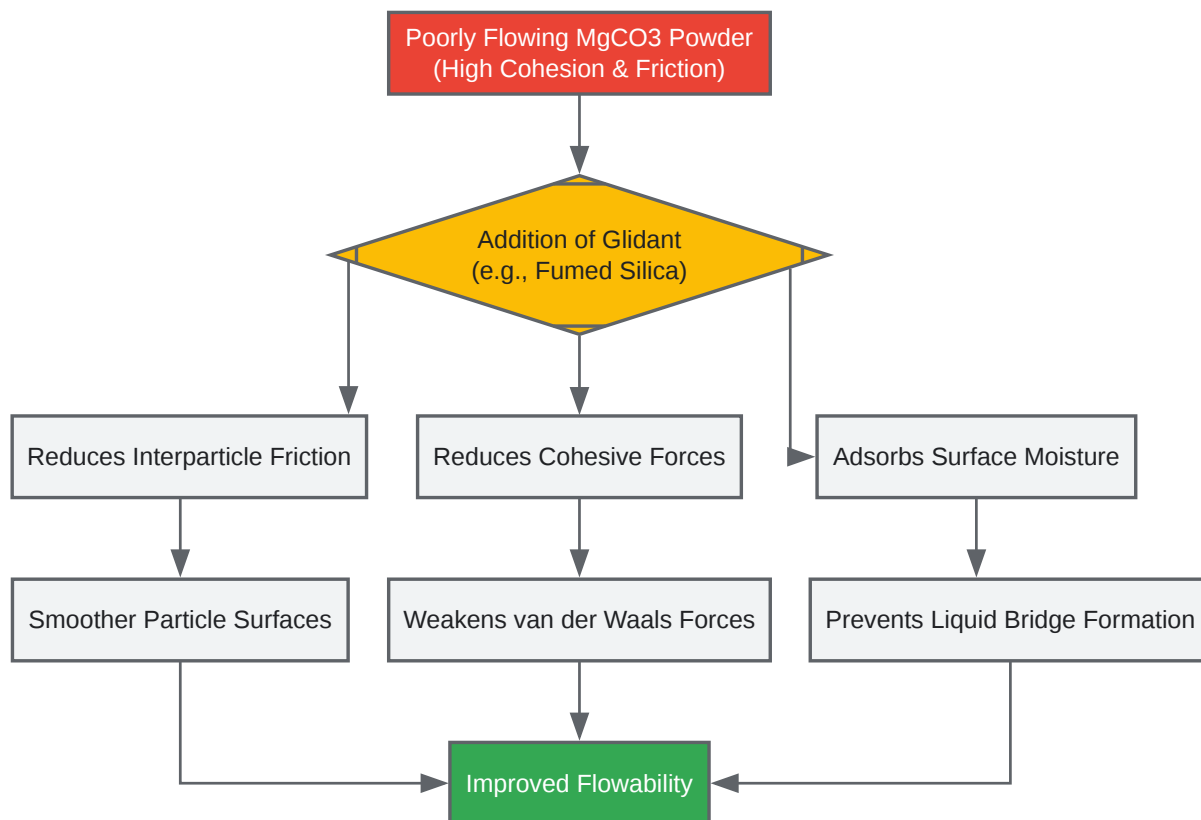 Poorly Flowing MgCO3 Powder
(High Cohesion & Friction)
Addition of Glidant
(e.g., Fumed Silica)
Reduces Interparticle Friction
Reduces Cohesive Forces
Adsorbs Surface Moisture
Smoother Particle Surfaces
Weakens van der Waals Forces
Prevents Liquid Bridge Formation
Improved Flowability